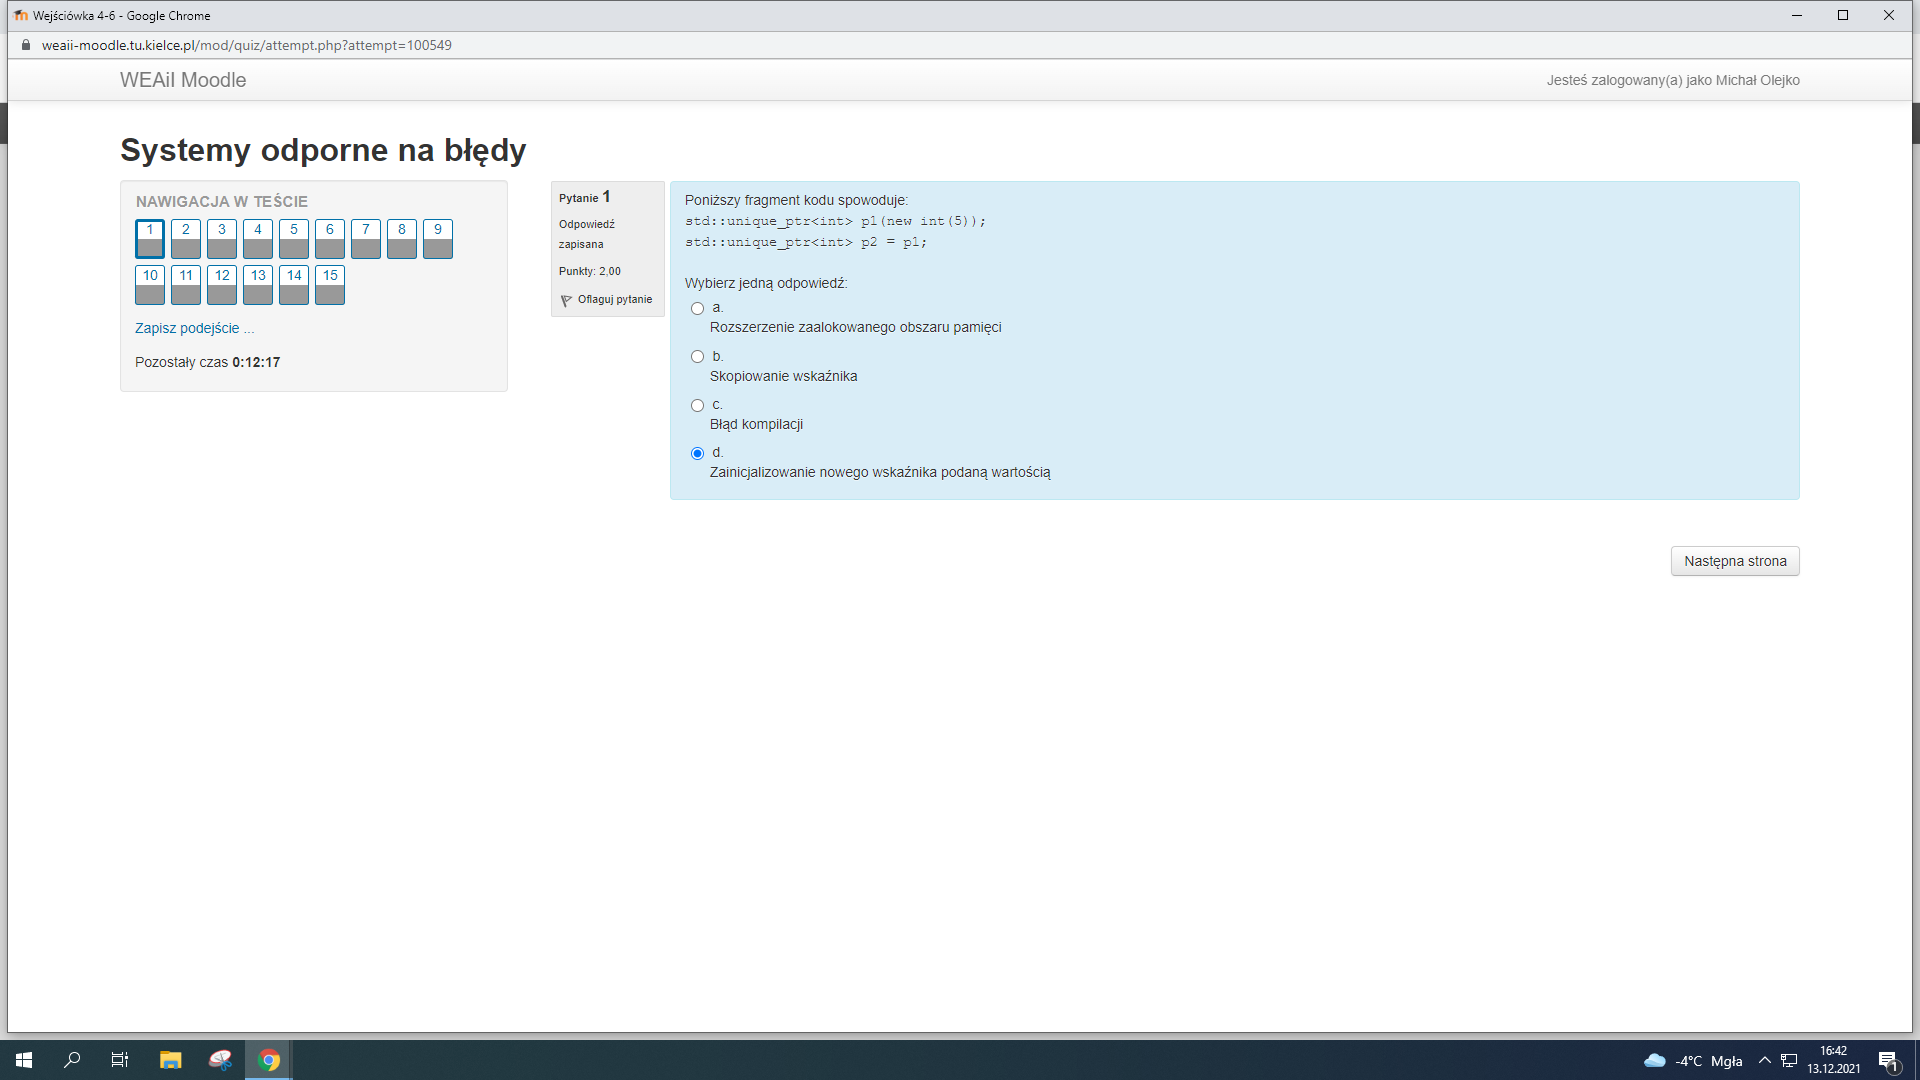 Wejściówka 4-6 - Google Chrome
weaii-moodle.tu.kielce.pl/mod/quiz/attempt.php?attempt=100549
WEAiI Moodle
Jesteś zalogowany(a) jako Michał Olejko
Systemy odporne na błędy
NAWIGACJA W TEŚCIE
1 2 3 4 5 6 7 8 9
10 11 12 13 14 15
Zapisz podejście ...
Pozostały czas 0:12:17
Pytanie 1
Odpowiedź
zapisana
Punkty: 2,00
Oflaguj pytanie
Poniższy fragment kodu spowoduje:
std::unique_ptr<int> p1(new int(5));
std::unique_ptr<int> p2 = p1;
Wybierz jedną odpowiedź:
a.
Rozszerzenie zaalokowanego obszaru pamięci
b.
Skopiowanie wskaźnika
c.
Błąd kompilacji
d.
Zainicjalizowanie nowego wskaźnika podaną wartością
Następna strona
-4°C Mgła
16:42
13.12.2021
1